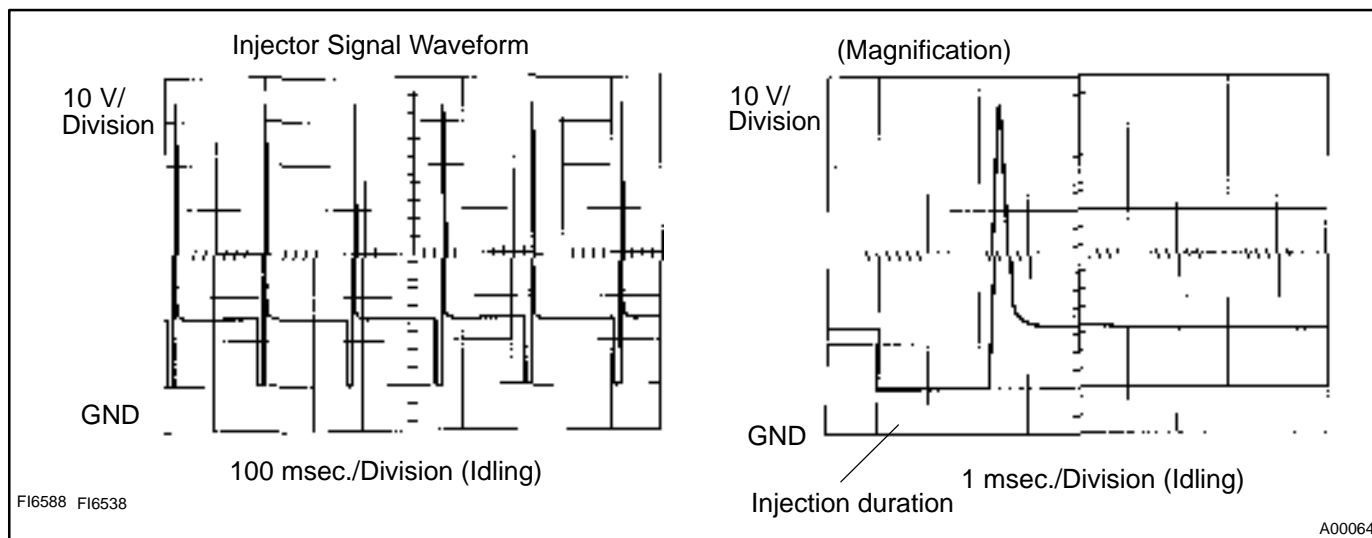 Injector Signal Waveform
(Magnification)
10 V/
Division
10 V/
Division
GND
GND
100 msec./Division (Idling)
1 msec./Division (Idling)
Injection duration
FI6588 FI6538
A00064